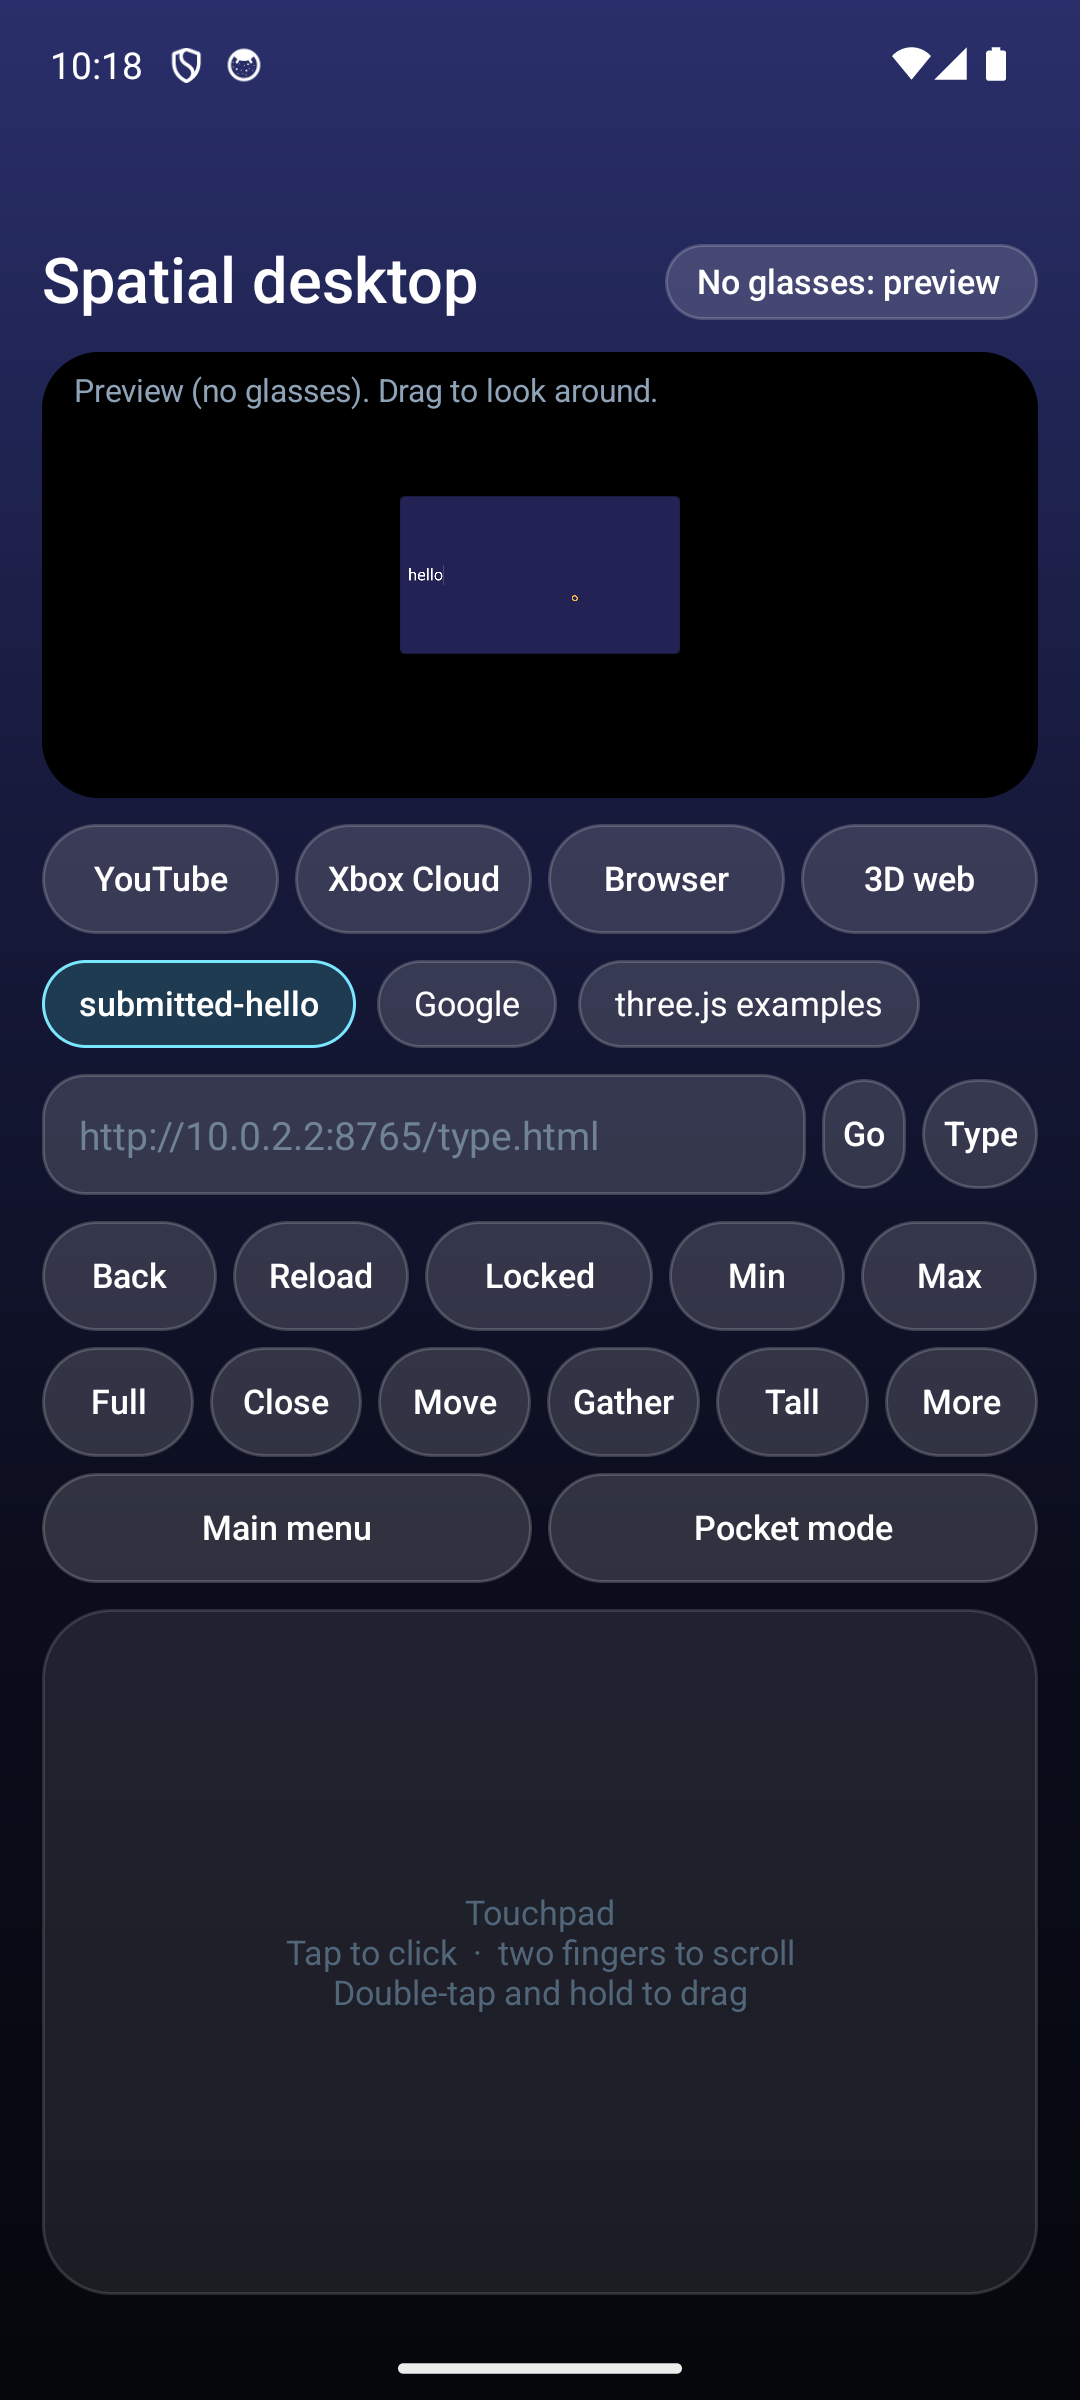 10:18
Spatial desktop
No glasses: preview
Preview (no glasses). Drag to look around.
hello
YouTube
Xbox Cloud
Browser
3D web
submitted-hello
Google
three.js examples
http://10.0.2.2:8765/type.html
Go
Type
Back
Reload
Locked
Min
Max
Full
Close
Move
Gather
Tall
More
Main menu
Pocket mode
Touchpad
Tap to click · two fingers to scroll
Double-tap and hold to drag